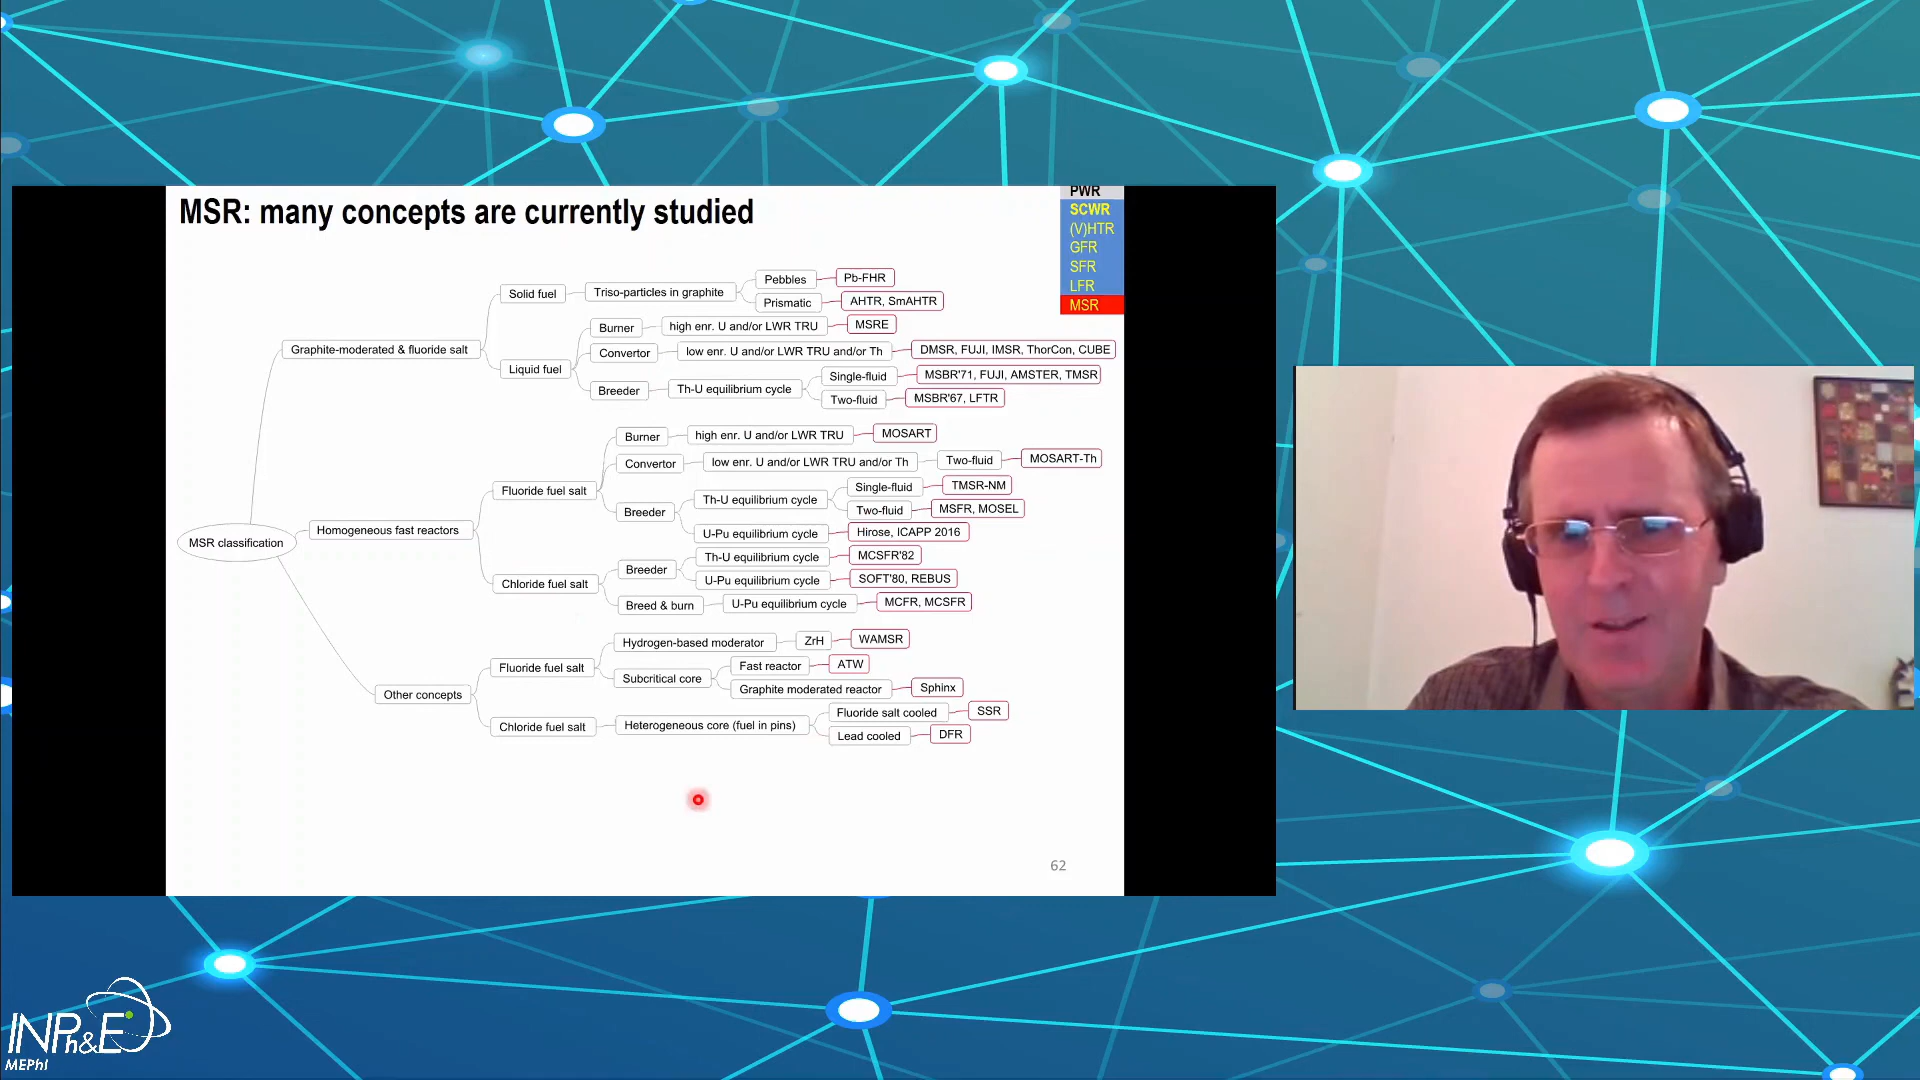 MSR: many concepts are currently studied
PWR
SCWR
(V)HTR
GFR
SFR
LFR
MSR
MSR classification
Graphite-moderated & fluoride salt
Solid fuel
Triso-particles in graphite
Pebbles
Pb-FHR
Prismatic
AHTR, SmAHTR
Liquid fuel
Burner
high enr. U and/or LWR TRU
MSRE
Convertor
low enr. U and/or LWR TRU and/or Th
DMSR, FUJI, IMSR, ThorCon, CUBE
Breeder
Th-U equilibrium cycle
Single-fluid
MSBR'71, FUJI, AMSTER, TMSR
Two-fluid
MSBR'67, LFTR
Homogeneous fast reactors
Fluoride fuel salt
Burner
high enr. U and/or LWR TRU
MOSART
Convertor
low enr. U and/or LWR TRU and/or Th
Two-fluid
MOSART-Th
Breeder
Th-U equilibrium cycle
Single-fluid
TMSR-NM
Two-fluid
MSFR, MOSEL
U-Pu equilibrium cycle
Hirose, ICAPP 2016
Chloride fuel salt
Breeder
Th-U equilibrium cycle
MCSFR'82
U-Pu equilibrium cycle
SOFT'80, REBUS
Breed & burn
U-Pu equilibrium cycle
MCFR, MCSFR
Other concepts
Fluoride fuel salt
Hydrogen-based moderator
ZrH
WAMSR
Subcritical core
Fast reactor
ATW
Graphite moderated reactor
Sphinx
Chloride fuel salt
Heterogeneous core (fuel in pins)
Fluoride salt cooled
SSR
Lead cooled
DFR
62
INPh&E
MEPhI